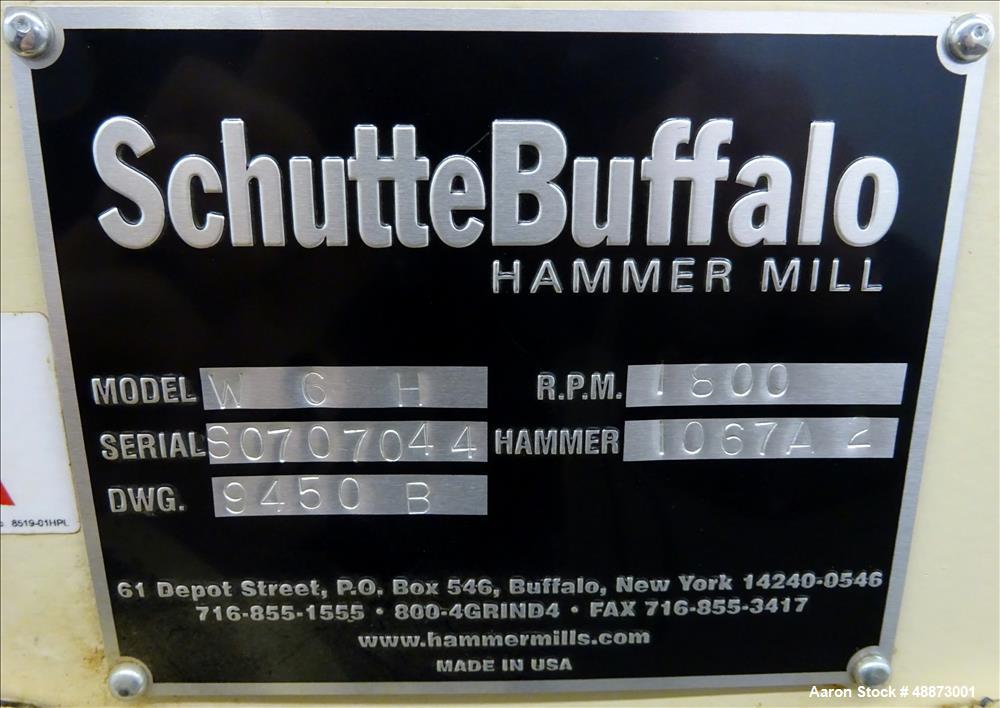 SchutteBuffalo
HAMMER MILL
MODEL W 6 H R.P.M. 1800
SERIAL S0707044 HAMMER 1067A 2
DWG. 9450 B
8519-01HPL
61 Depot Street, P.O. Box 546, Buffalo, New York 14240-0546
716-855-1555 • 800-4GRIND4 • FAX 716-855-3417
www.hammermills.com
MADE IN USA
Aaron Stock # 48873001